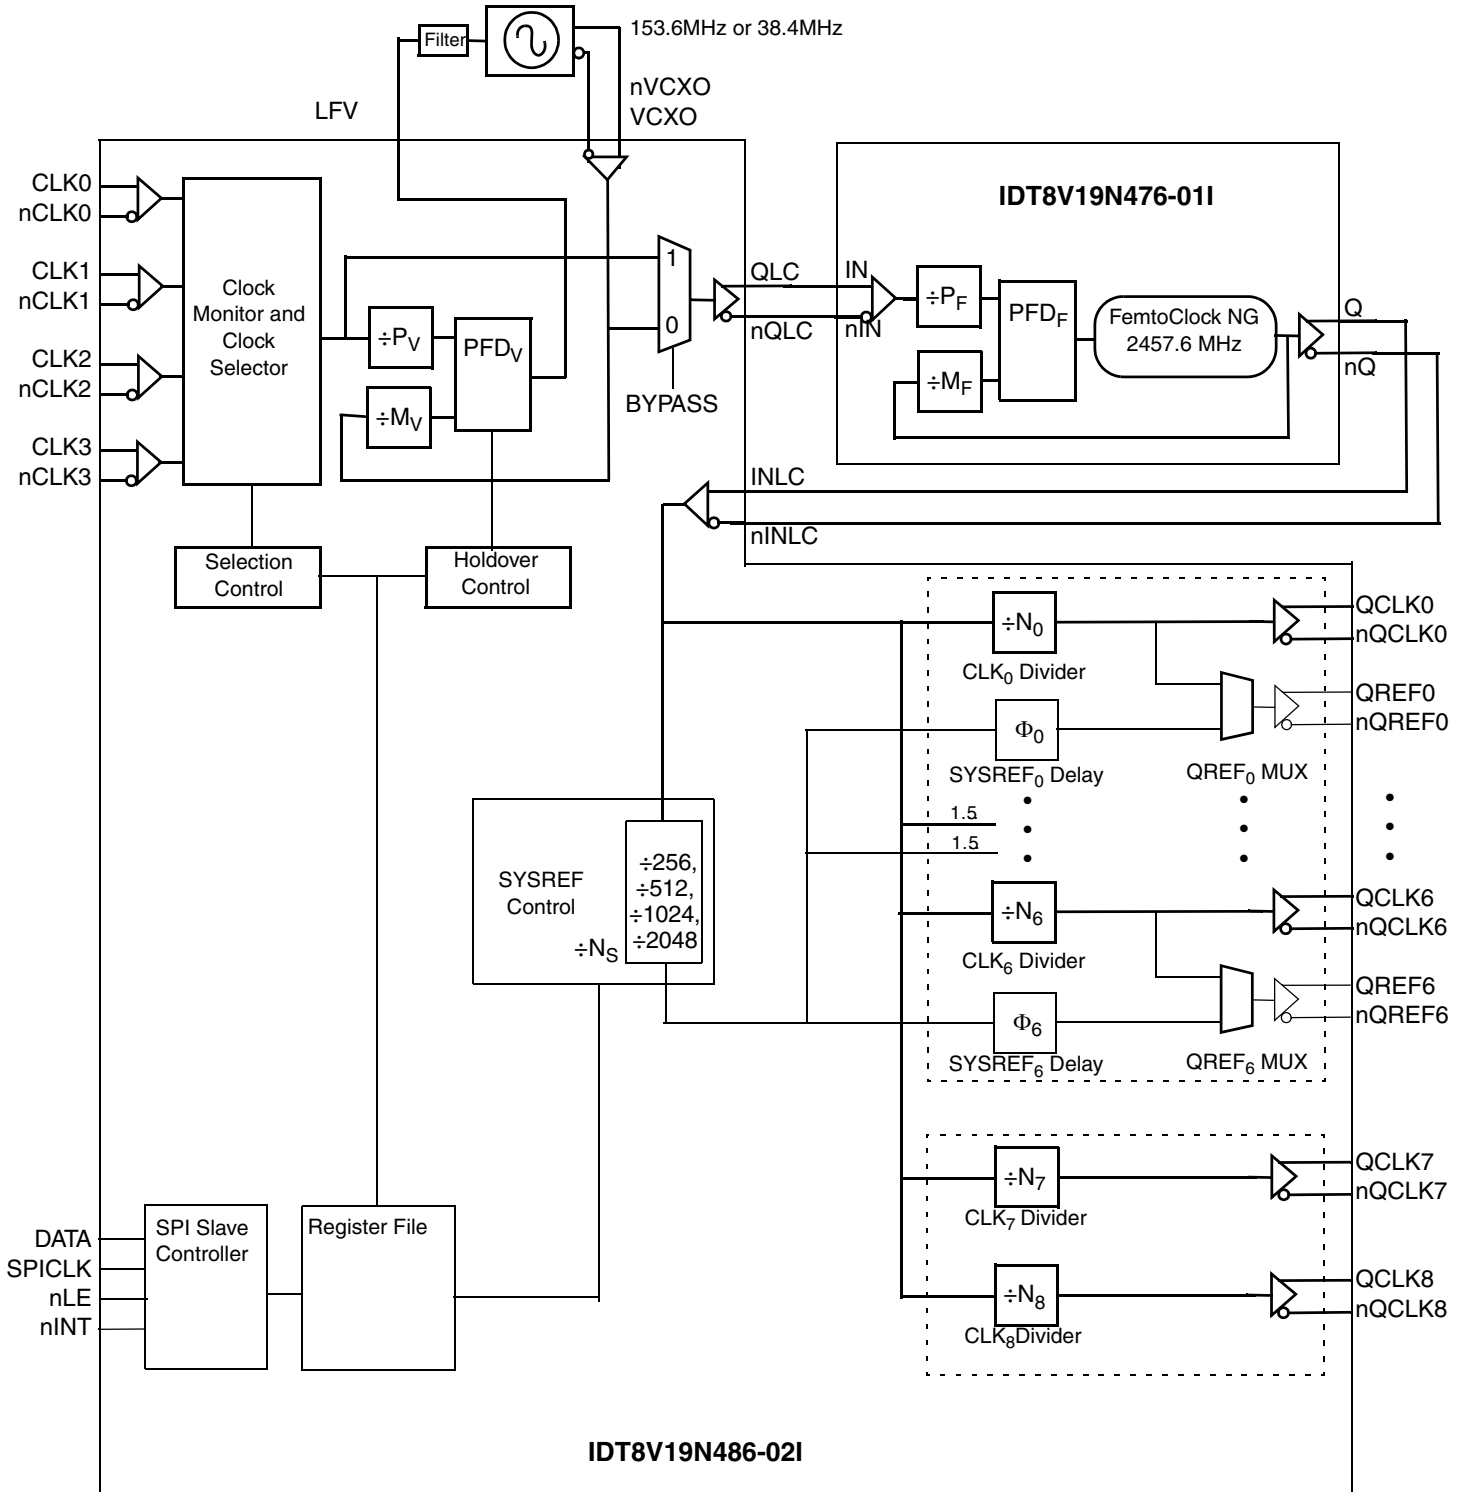 Filter
153.6MHz or 38.4MHz
nVCXO
VCXO
LFV
CLK0
nCLK0
CLK1
nCLK1
CLK2
nCLK2
CLK3
nCLK3
Clock
Monitor and
Clock
Selector
÷PV
÷MV
PFDV
1
0
BYPASS
QLC
nQLC
IDT8V19N476-01I
IN
nIN
÷PF
÷MF
PFDF
FemtoClock NG
2457.6 MHz
Q
nQ
INLC
nINLC
Selection
Control
Holdover
Control
÷N0
CLK0 Divider
QCLK0
nQCLK0
Φ0
SYSREF0 Delay
QREF0 MUX
QREF0
nQREF0
1.5
1.5
SYSREF
Control
÷NS
÷256,
÷512,
÷1024,
÷2048
÷N6
CLK6 Divider
QCLK6
nQCLK6
Φ6
SYSREF6 Delay
QREF6 MUX
QREF6
nQREF6
÷N7
CLK7 Divider
QCLK7
nQCLK7
÷N8
CLK8Divider
QCLK8
nQCLK8
DATA
SPICLK
nLE
nINT
SPI Slave
Controller
Register File
IDT8V19N486-02I